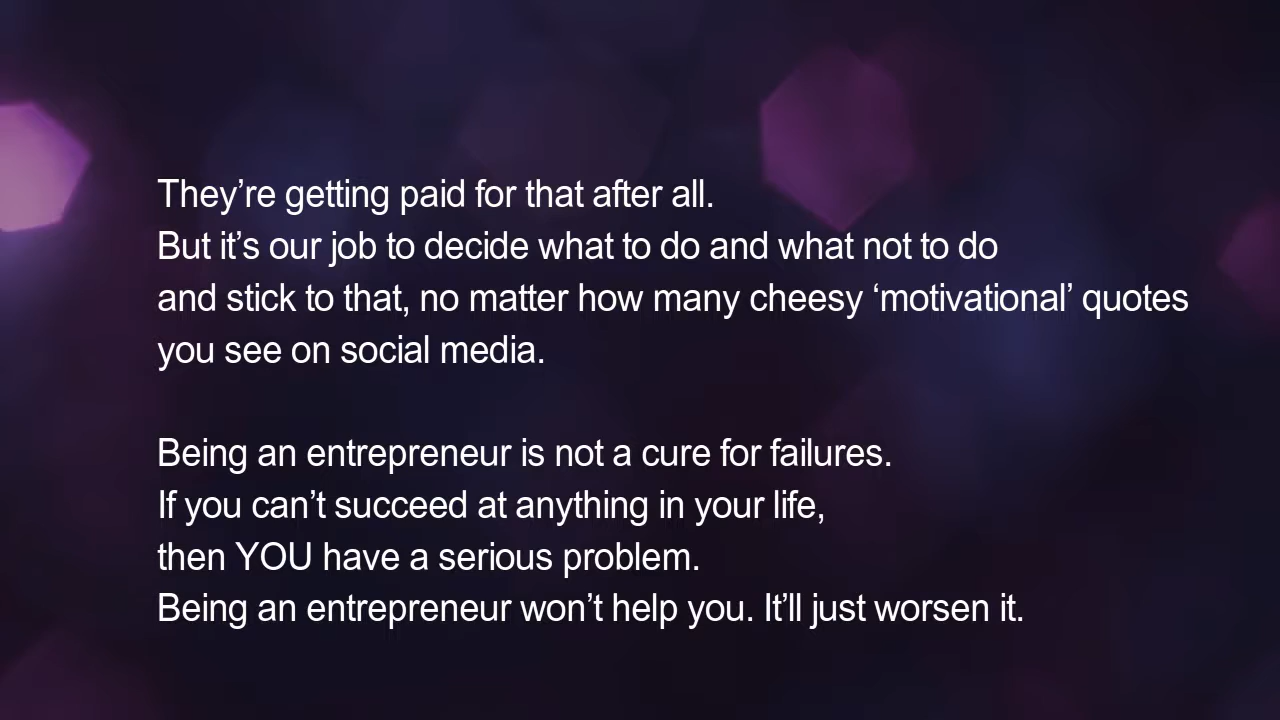 They’re getting paid for that after all.
But it’s our job to decide what to do and what not to do
and stick to that, no matter how many cheesy ‘motivational’ quotes
you see on social media.
Being an entrepreneur is not a cure for failures.
If you can’t succeed at anything in your life,
then YOU have a serious problem.
Being an entrepreneur won’t help you. It’ll just worsen it.